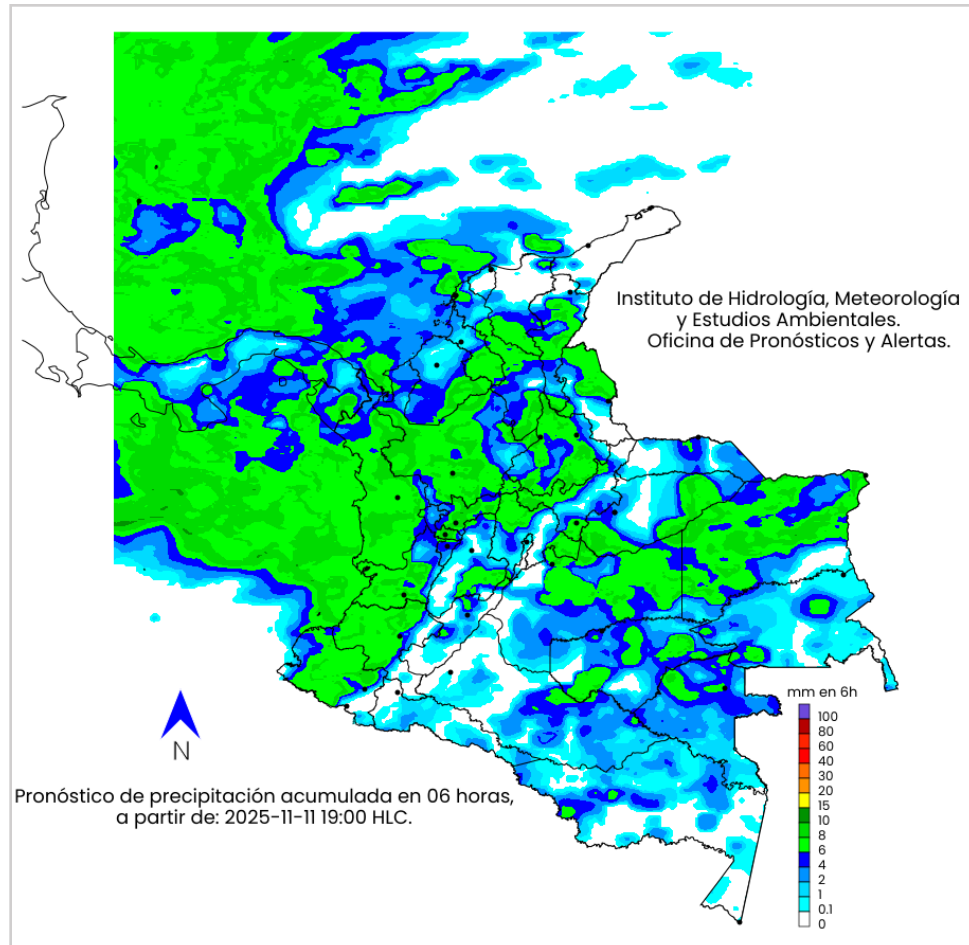 Instituto de Hidrología, Meteorología
y Estudios Ambientales.
Oficina de Pronósticos y Alertas.
mm en 6h
100
80
60
40
30
20
15
10
8
6
4
2
1
0.1
0
N
Pronóstico de precipitación acumulada en 06 horas,
a partir de: 2025-11-11 19:00 HLC.